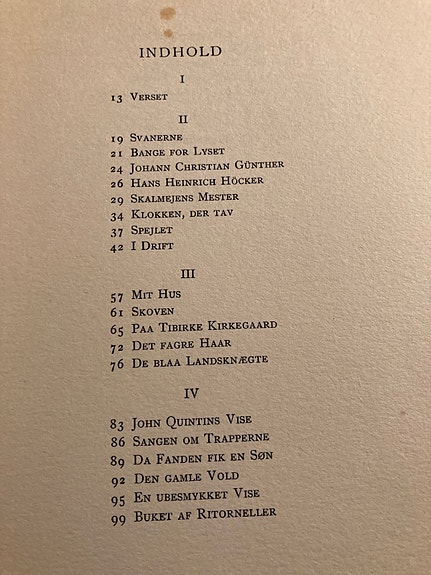 INDHOLD
I
13 Verset
II
19 Svanerne
21 Bange for Lyset
24 Johann Christian Günther
26 Hans Heinrich Höcker
29 Skalmejens Mester
34 Klokken, der tav
37 Spejlet
42 I Drift
III
57 Mit Hus
61 Skoven
65 Paa Tibirke Kirkegaard
72 Det fagre Haar
76 De blaa Landsknægte
IV
83 John Quintins Vise
86 Sangen om Trapperne
89 Da Fanden fik en Søn
92 Den gamle Vold
95 En ubesmykket Vise
99 Buket af Ritorneller